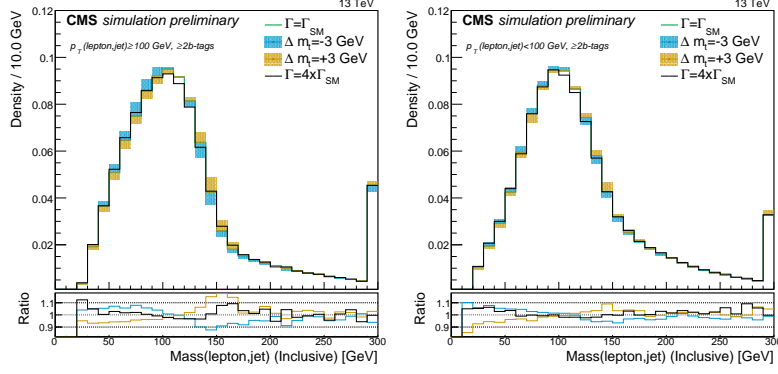 13 TeV
CMS simulation preliminary
p_T(lepton,jet)≥100 GeV, ≥2b-tags
Γ=Γ_SM
Δ m_t=-3 GeV
Δ m_t=+3 GeV
Γ=4xΓ_SM
Density / 10.0 GeV
0.12
0.1
0.08
0.06
0.04
0.02
Ratio
1.1
1
0.9
0 50 100 150 200 250 300
Mass(lepton,jet) (Inclusive) [GeV]
13 TeV
CMS simulation preliminary
p_T(lepton,jet)<100 GeV, ≥2b-tags
Γ=Γ_SM
Δ m_t=-3 GeV
Δ m_t=+3 GeV
Γ=4xΓ_SM
Density / 10.0 GeV
0.12
0.1
0.08
0.06
0.04
0.02
Ratio
1.1
1
0.9
0 50 100 150 200 250 300
Mass(lepton,jet) (Inclusive) [GeV]